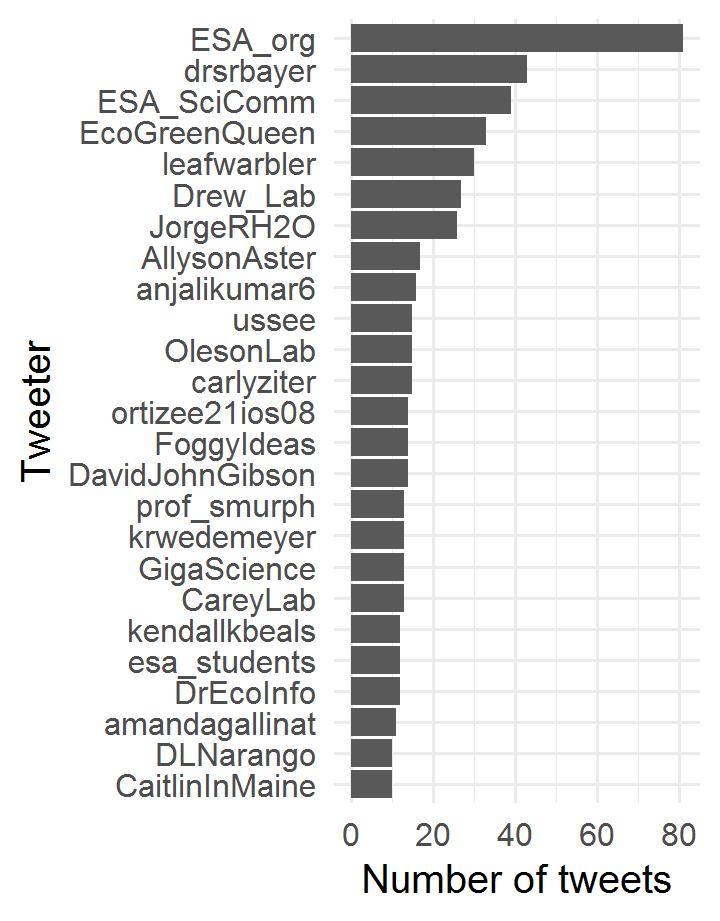 ESA_org
drsrbayer
ESA_SciComm
EcoGreenQueen
leafwarbler
Drew_Lab
JorgeRH2O
AllysonAster
anjalikumar6
ussee
OlesonLab
carlyziter
ortizee21ios08
FoggyIdeas
DavidJohnGibson
prof_smurph
krwedemeyer
GigaScience
CareyLab
kendallkbeals
esa_students
DrEcoInfo
amandagallinat
DLNarango
CaitlinInMaine
Tweeter
0 20 40 60 80
Number of tweets